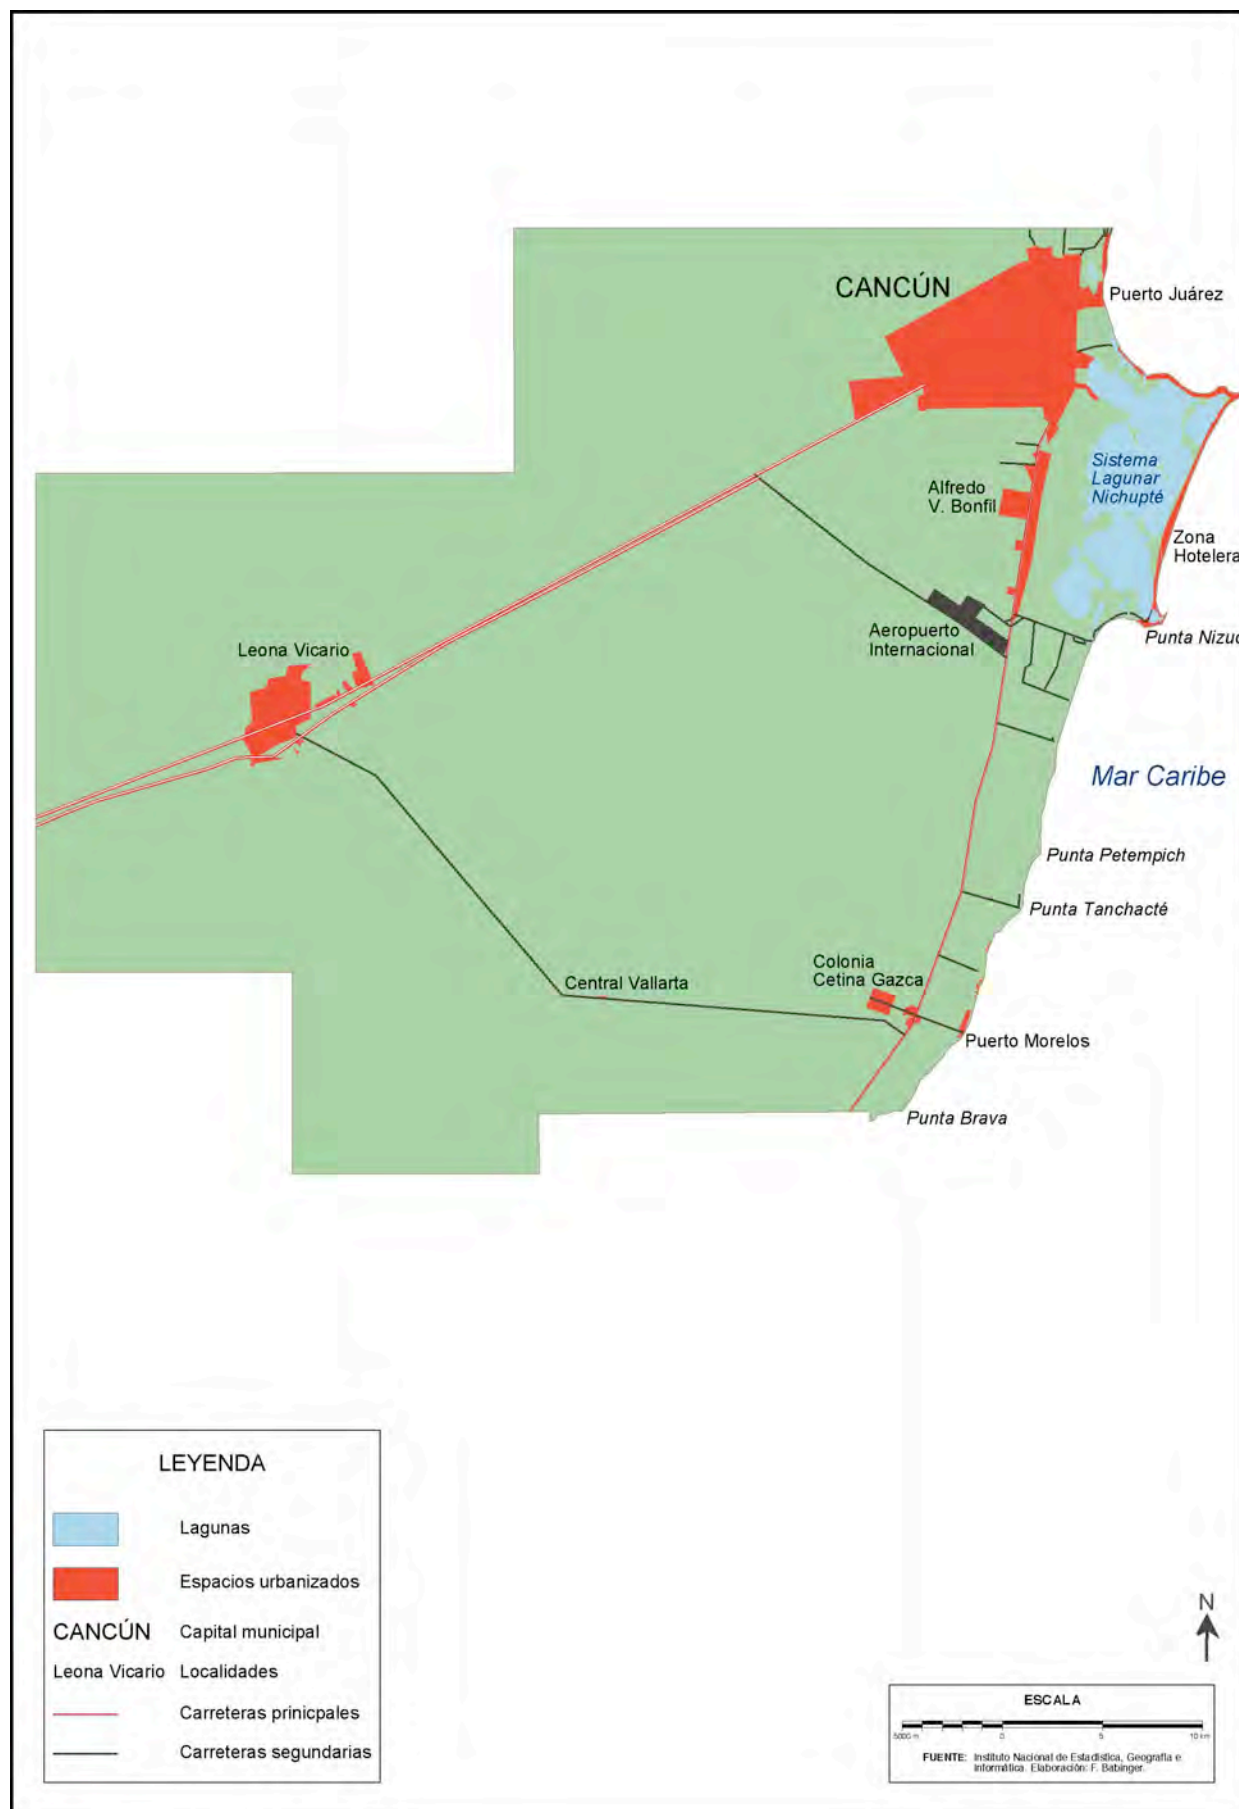 CANCÚN
Puerto Juárez
Sistema
Lagunar
Nichupté
Alfredo
V. Bonfil
Zona
Hotelera
Aeropuerto
Internacional
Punta Nizuc
Leona Vicario
Mar Caribe
Punta Petempich
Punta Tanchacté
Colonia
Cetina Gazca
Central Vallarta
Puerto Morelos
Punta Brava
LEYENDA
Lagunas
Espacios urbanizados
CANCÚN Capital municipal
Leona Vicario Localidades
Carreteras prinicpales
Carreteras segundarias
N
ESCALA
5000 m 0 5 10 km
FUENTE: Instituto Nacional de Estadística, Geografía e
Informática. Elaboración: F. Babinger.